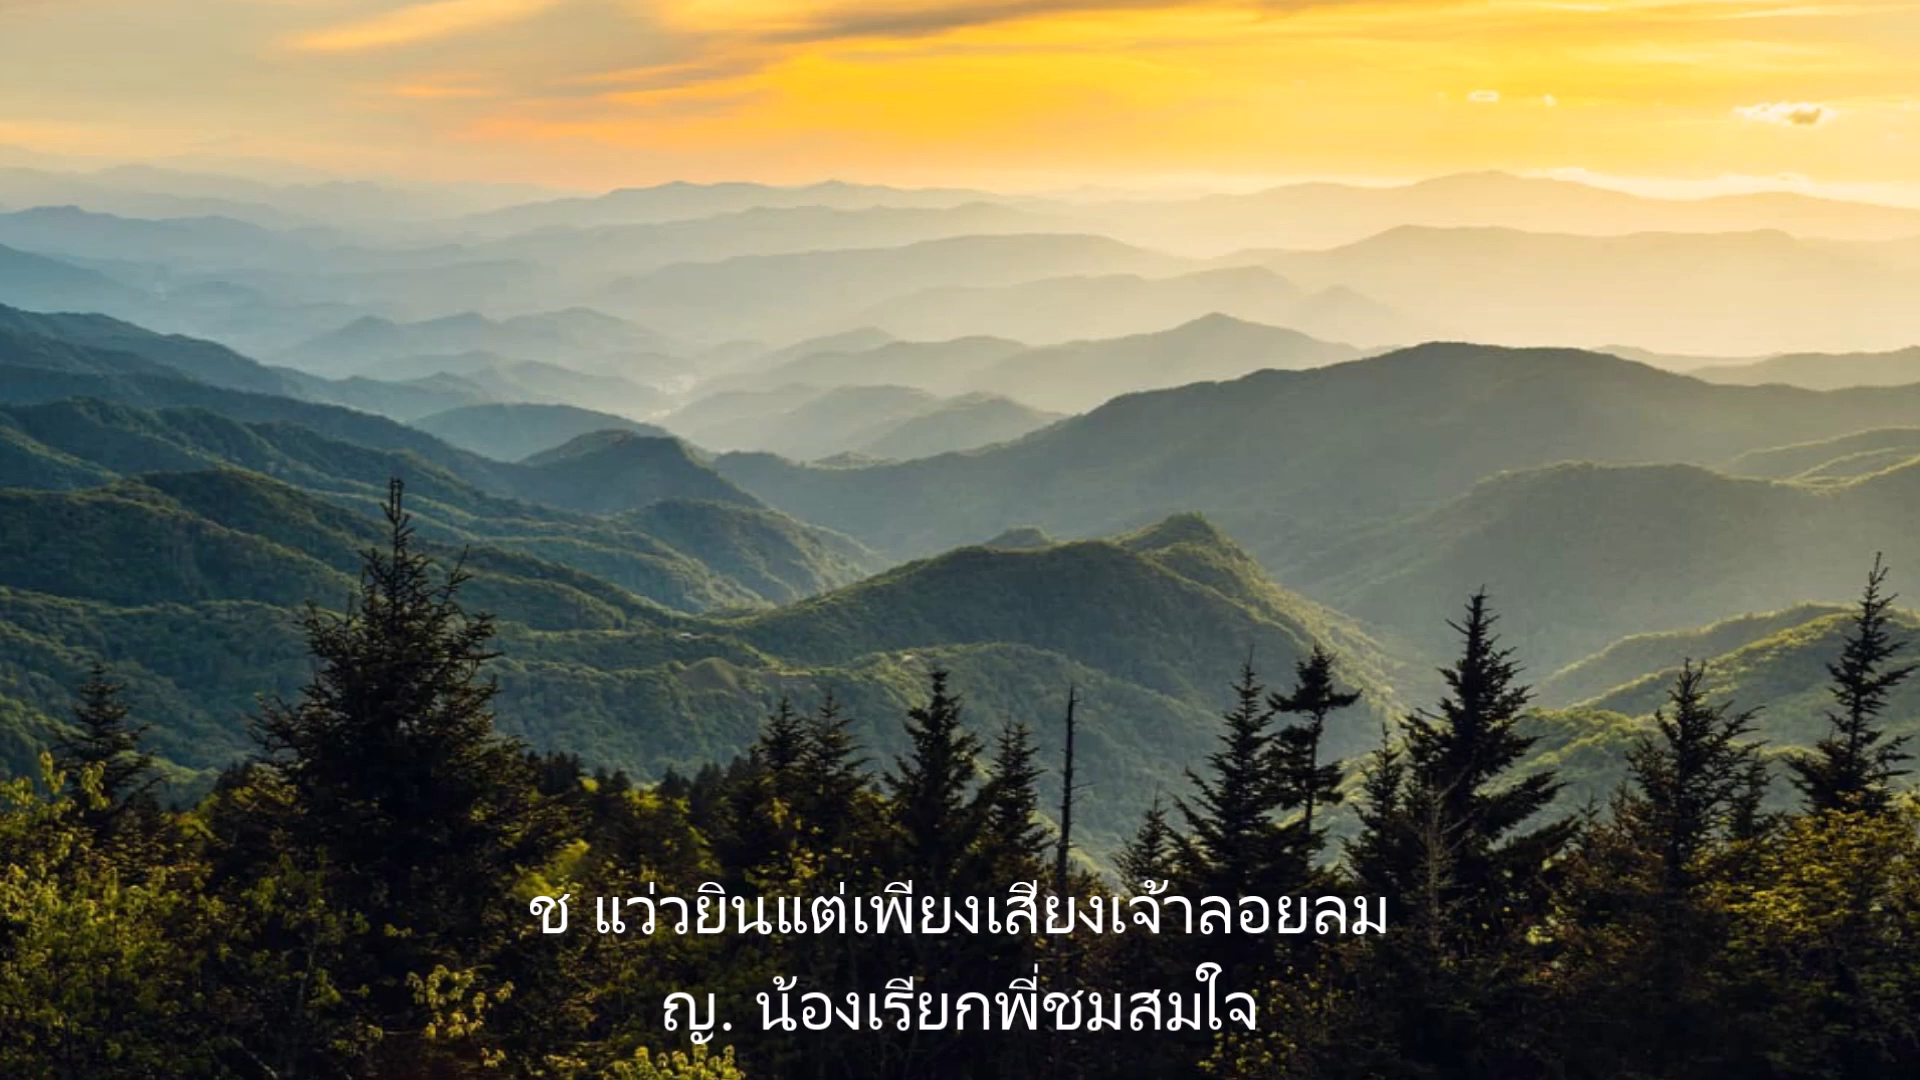 ช แว่วยินแต่เพียงเสียงเจ้าลอยลม
ญ. น้องเรียกพี่ชมสมใจ